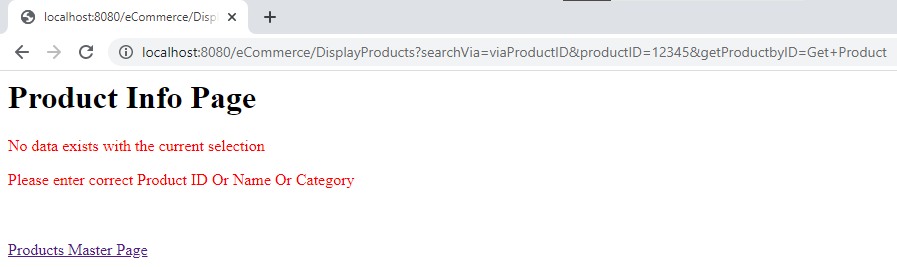 localhost:8080/eCommerce/Displ
localhost:8080/eCommerce/DisplayProducts?searchVia=viaProductID&productID=12345&getProductbyID=Get+Product
Product Info Page
No data exists with the current selection
Please enter correct Product ID Or Name Or Category
Products Master Page